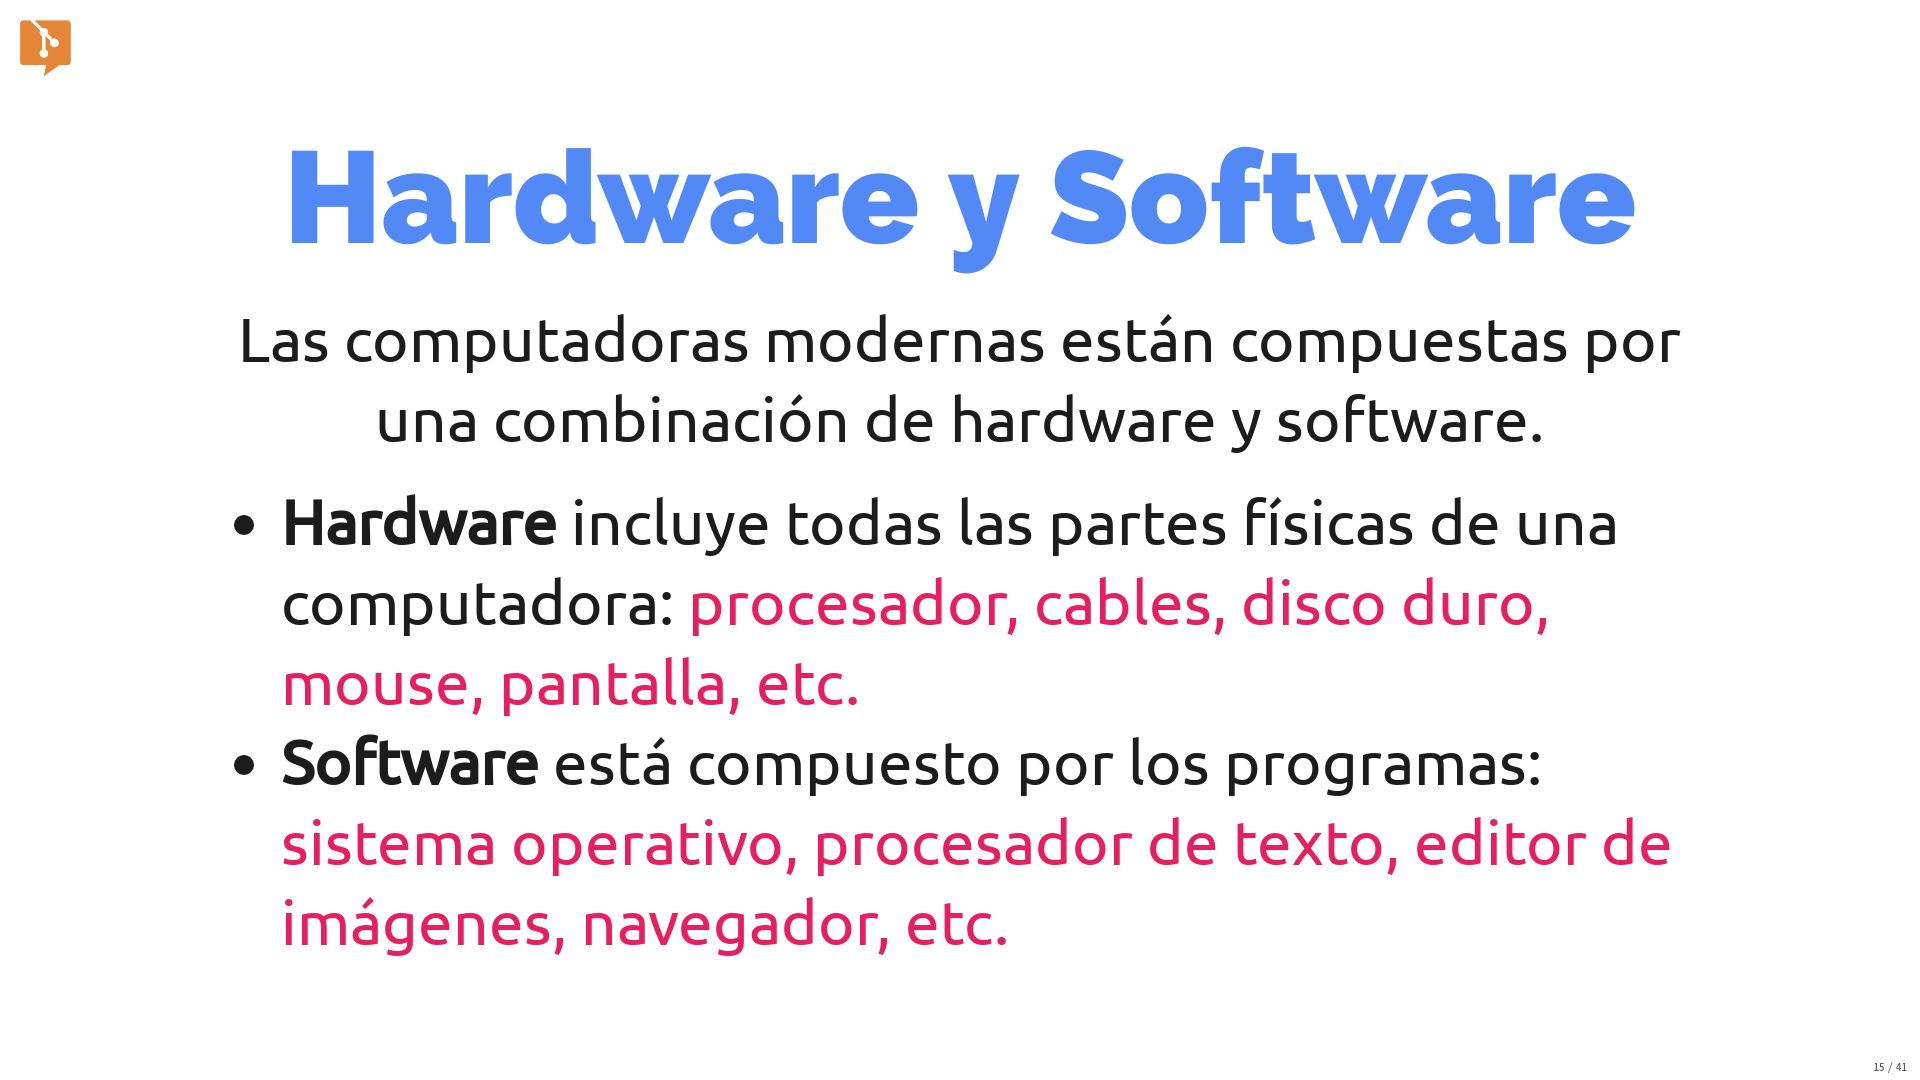 Hardware y Software
Las computadoras modernas están compuestas por
una combinación de hardware y software.
• Hardware incluye todas las partes físicas de una
computadora: procesador, cables, disco duro,
mouse, pantalla, etc.
• Software está compuesto por los programas:
sistema operativo, procesador de texto, editor de
imágenes, navegador, etc.
15 / 41